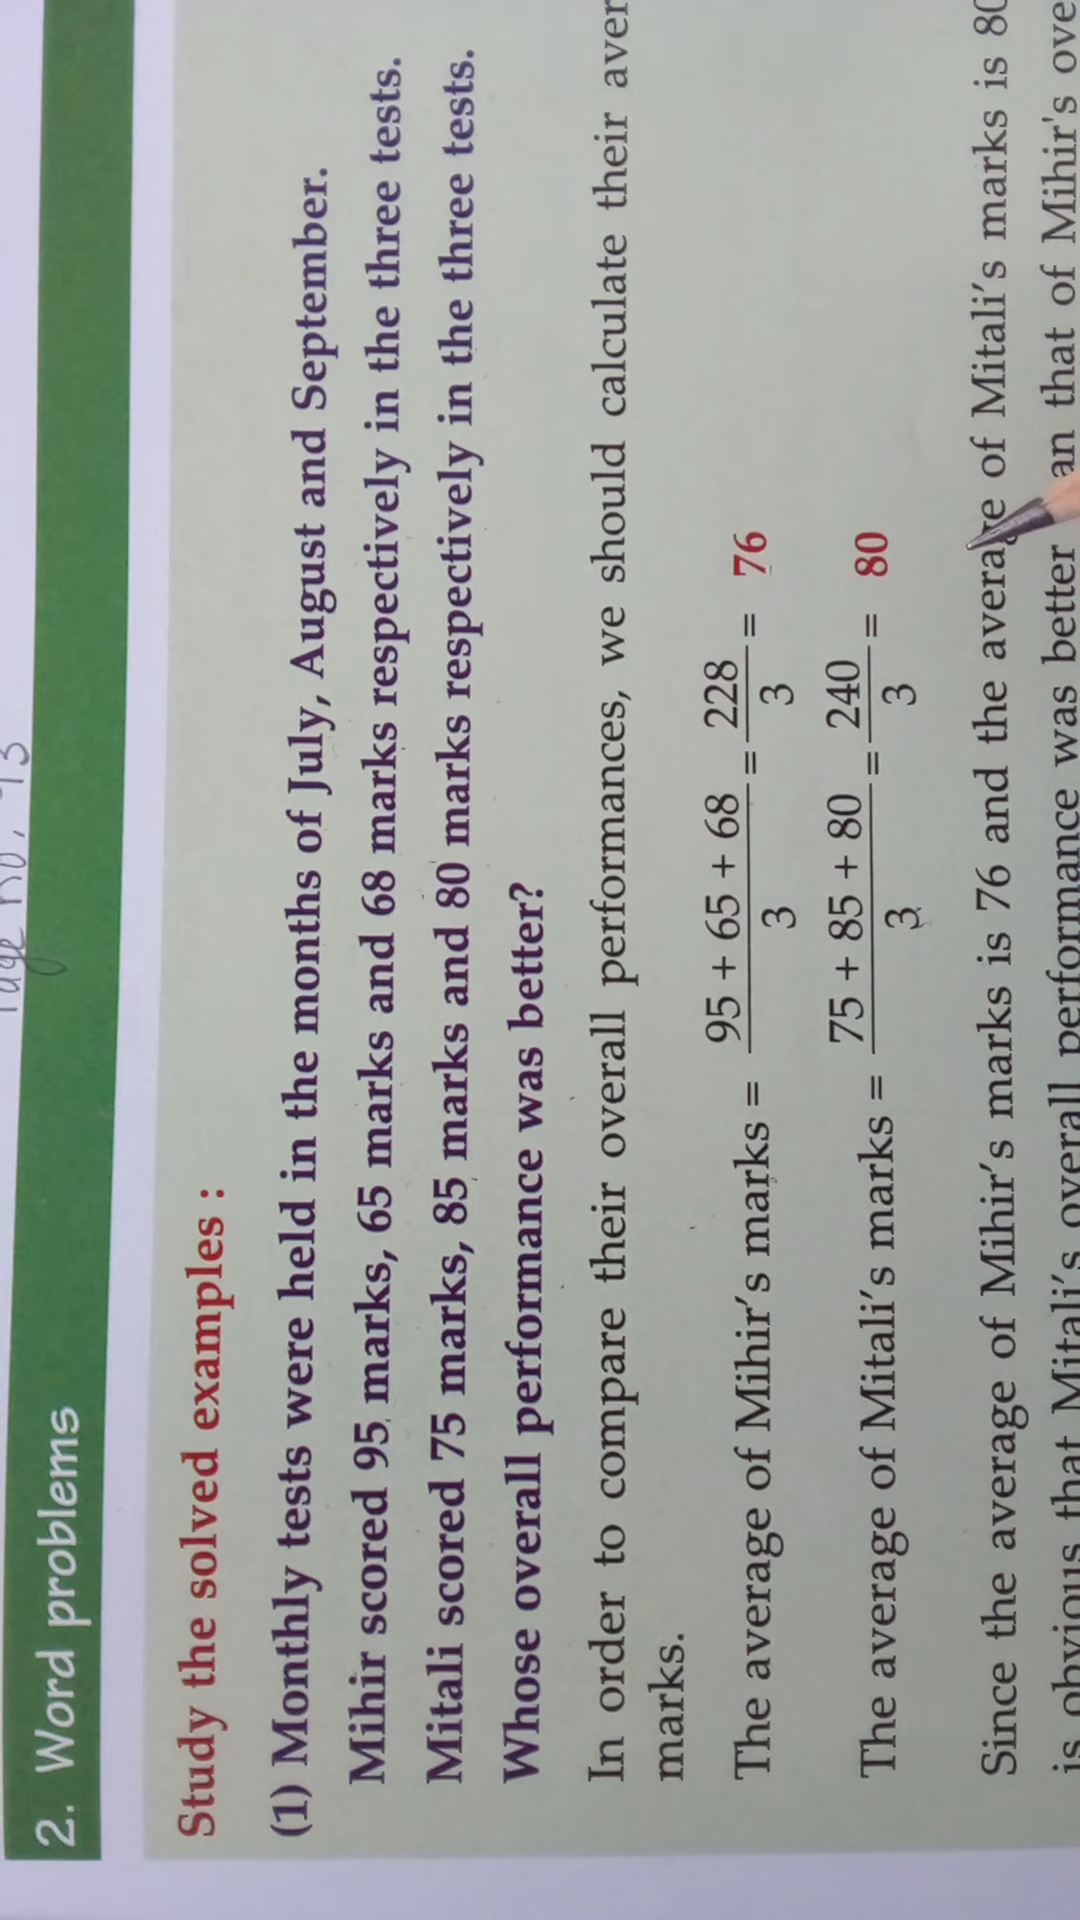 2. Word problems
Study the solved examples :
(1) Monthly tests were held in the months of July, August and September.
Mihir scored 95 marks, 65 marks and 68 marks respectively in the three tests.
Mitali scored 75 marks, 85 marks and 80 marks respectively in the three tests.
Whose overall performance was better?
In order to compare their overall performances, we should calculate their
marks.
The average of Mihir's marks = 95 + 65 + 68 / 3 = 228 / 3 = 76
The average of Mitali's marks = 75 + 85 + 80 / 3 = 240 / 3 = 80
Since the average of Mihir's marks is 76 and the average of Mitali's marks is 80
is obvious that Mitali's overall performance was better that of Mihir's